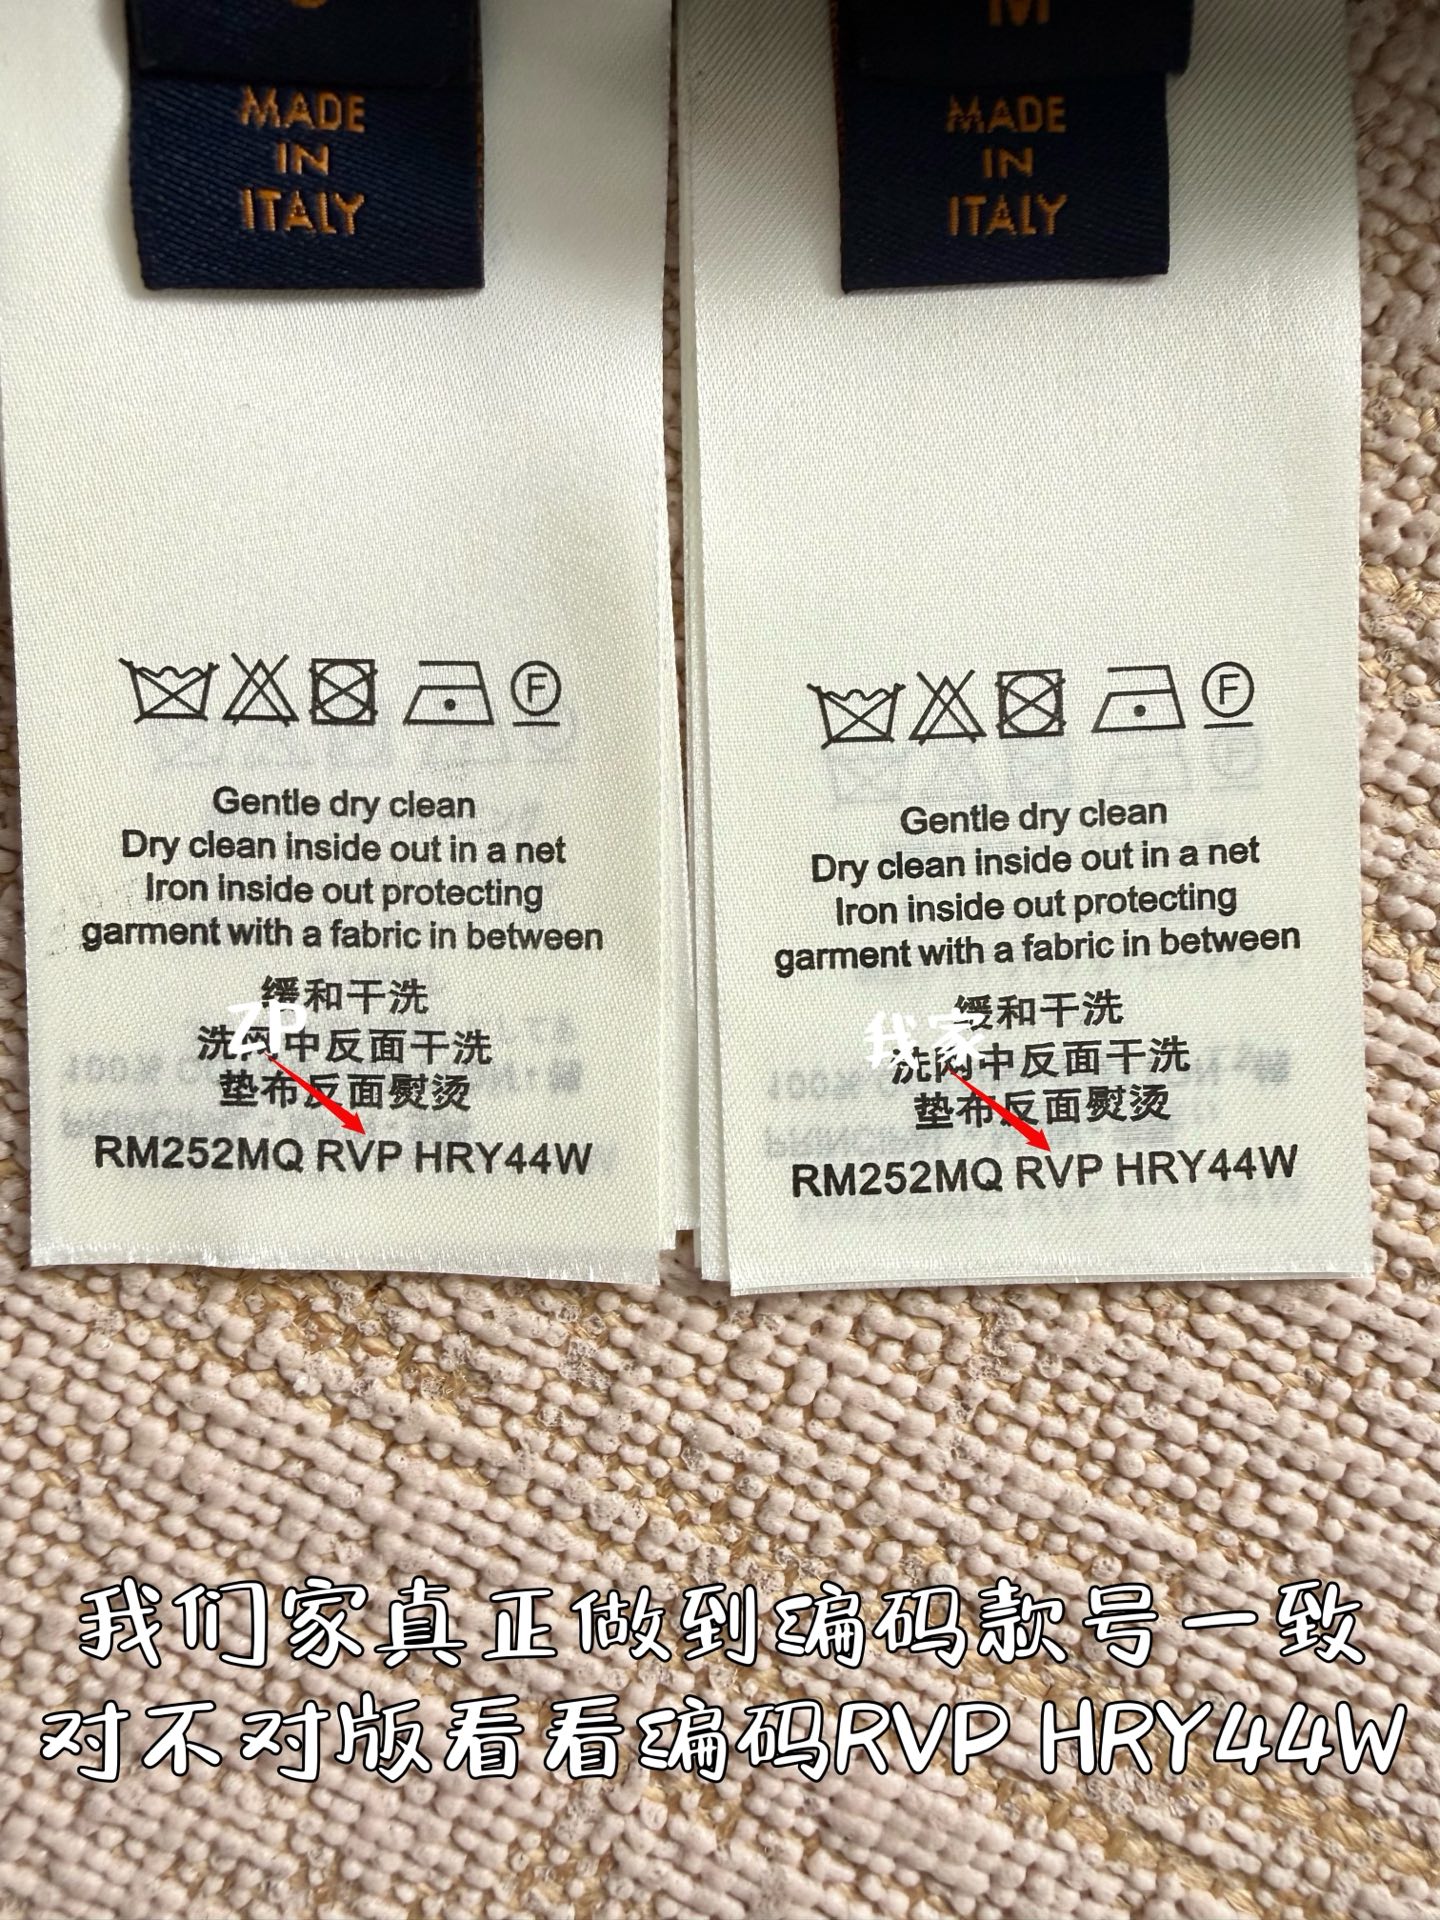 MADE
IN
ITALY
M
MADE
IN
ITALY
F
Gentle dry clean
Dry clean inside out in a net
Iron inside out protecting
garment with a fabric in between
缓和干洗
洗网中反面干洗
垫布反面熨烫
RM252MQ RVP HRY44W
ZP
F
Gentle dry clean
Dry clean inside out in a net
Iron inside out protecting
garment with a fabric in between
缓和干洗
洗网中反面干洗
垫布反面熨烫
RM252MQ RVP HRY44W
我家
我们家真正做到编码款号一致
对不对版看看编码RVP HRY44W